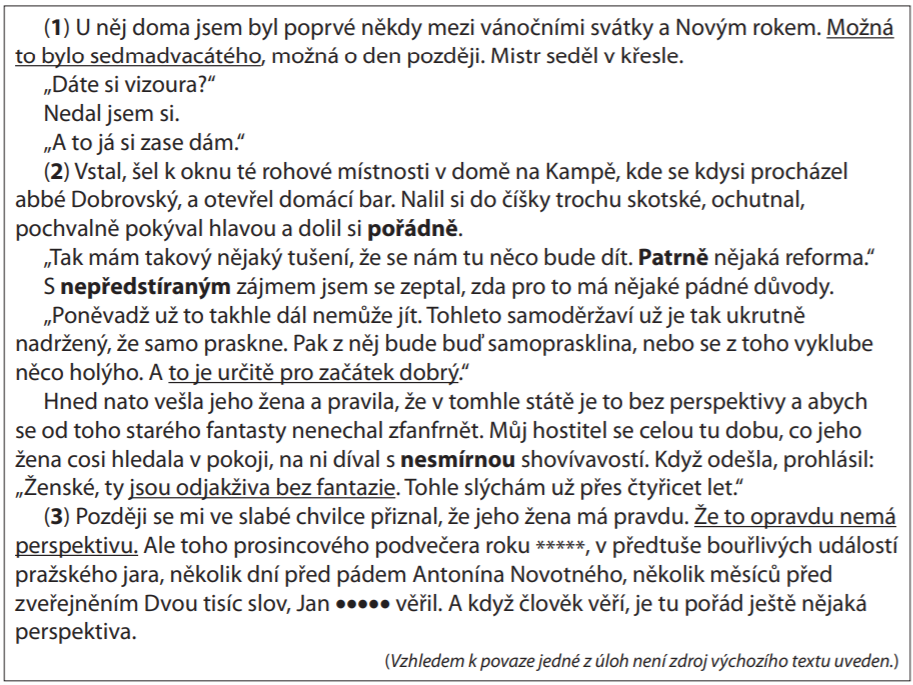 (1) U něj doma jsem byl poprvé někdy mezi vánočními svátky a Novým rokem. Možná
to bylo sedmadvacátého, možná o den později. Mistr seděl v křesle.
„Dáte si vizoura?“
Nedal jsem si.
„A to já si zase dám.“
(2) Vstal, šel k oknu té rohové místnosti v domě na Kampě, kde se kdysi procházel
abbé Dobrovský, a otevřel domácí bar. Nalil si do číšky trochu skotské, ochutnal,
pochvalně pokýval hlavou a dolil si pořádně.
„Tak mám takový nějaký tušení, že se nám tu něco bude dít. Patrně nějaká reforma.“
S nepředstíraným zájmem jsem se zeptal, zda pro to má nějaké pádné důvody.
„Poněvadž už to takhle dál nemůže jít. Tohleto samoděržaví už je tak ukrutně
nadržený, že samo praskne. Pak z něj bude buď samoprasklina, nebo se z toho vyklube
něco holýho. A to je určitě pro začátek dobrý.“
Hned nato vešla jeho žena a pravila, že v tomhle státě je to bez perspektivy a abych
se od toho starého fantasty nenechal zfanfrnět. Můj hostitel se celou tu dobu, co jeho
žena cosi hledala v pokoji, na ni díval s nesmírnou shovívavostí. Když odešla, prohlásil:
„Ženské, ty jsou odjakživa bez fantazie. Tohle slýchám už přes čtyřicet let.“
(3) Později se mi ve slabé chvilce přiznal, že jeho žena má pravdu. Že to opravdu nemá
perspektivu. Ale toho prosincového podvečera roku *****, v předtuše bouřlivých událostí
pražského jara, několik dní před pádem Antonína Novotného, několik měsíců před
zveřejněním Dvou tisíc slov, Jan ●●●●● věřil. A když člověk věří, je tu pořád ještě nějaká
perspektiva.
(Vzhledem k povaze jedné z úloh není zdroj výchozího textu uveden.)